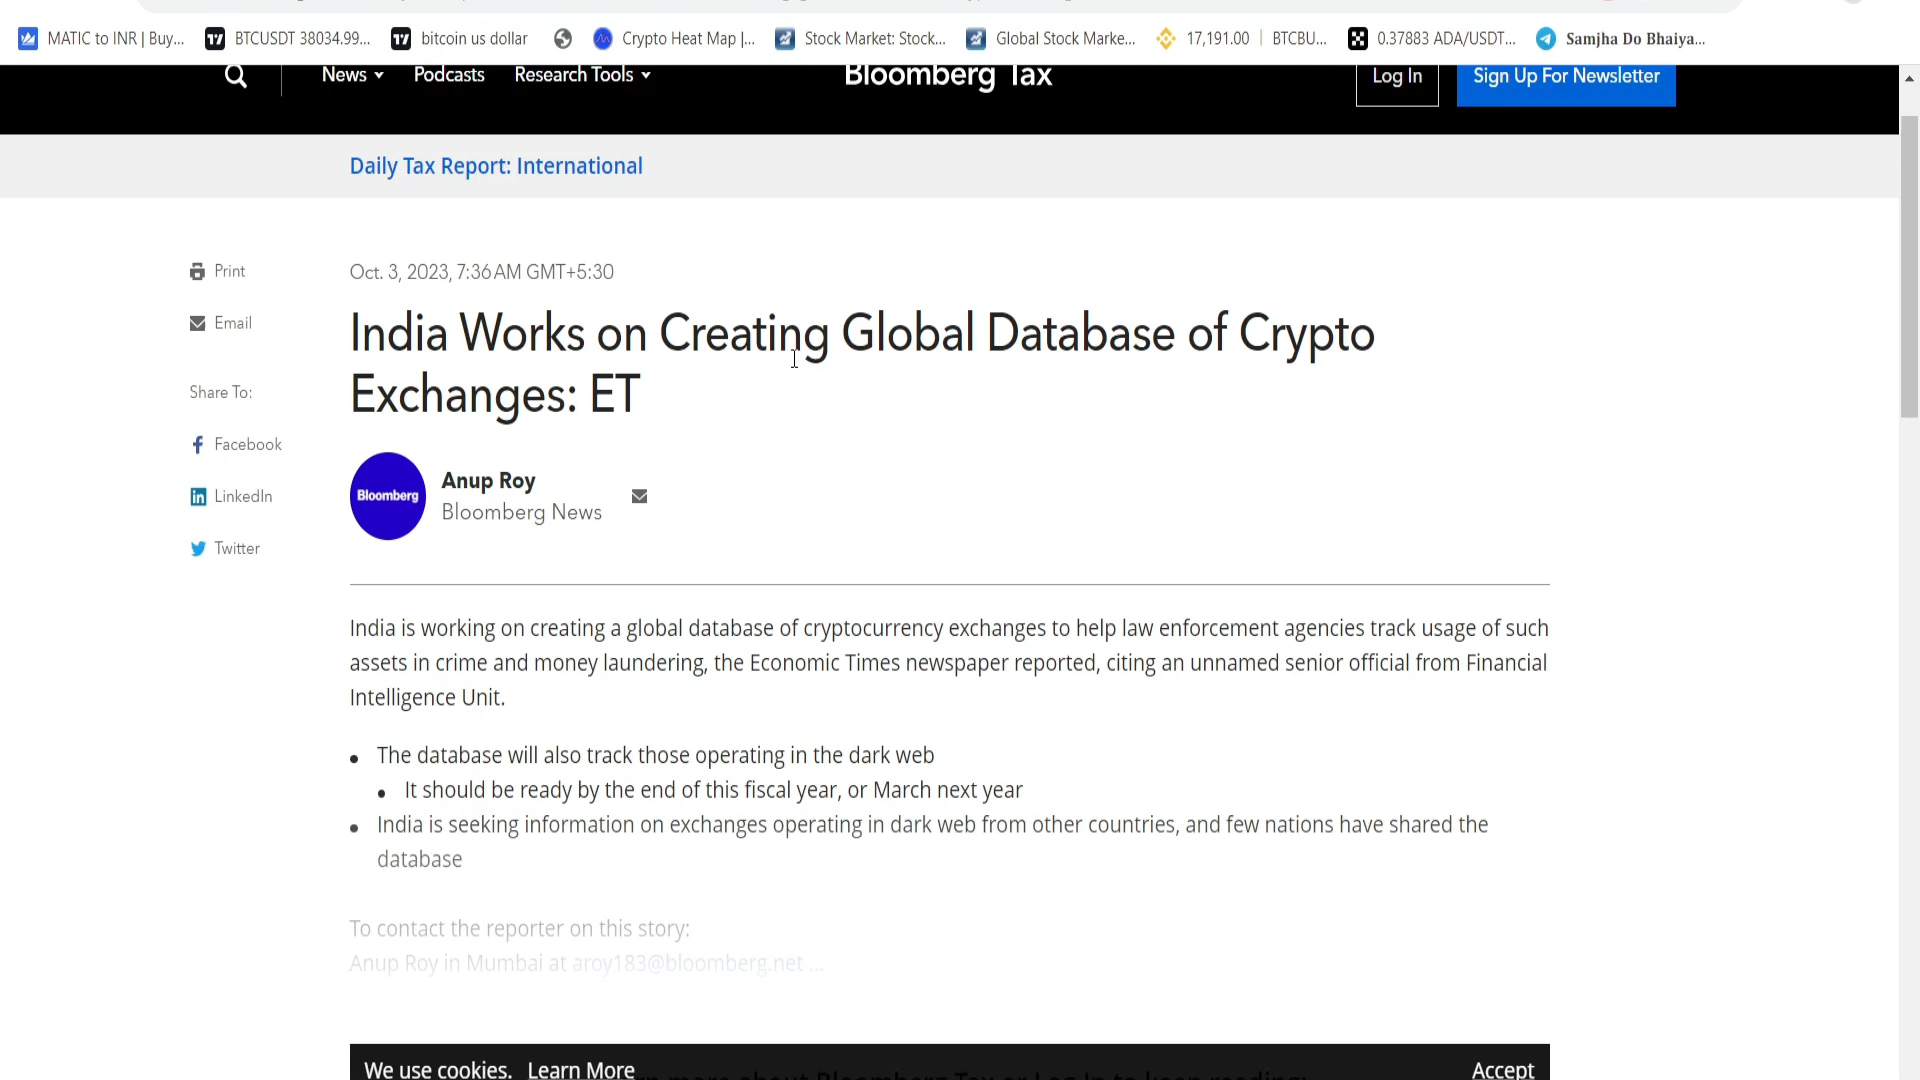 MATIC to INR | Buy... BTCUSDT 38034.99... bitcoin us dollar Crypto Heat Map |... Stock Market: Stock... Global Stock Marke... 17,191.00 | BTCBU... 0.37883 ADA/USDT... Samjha Do Bhaiya...
News Podcasts Research Tools Bloomberg Tax Log In Sign Up For Newsletter
Daily Tax Report: International
Print
Email
Share To:
Facebook
LinkedIn
Twitter
Oct. 3, 2023, 7:36 AM GMT+5:30
India Works on Creating Global Database of Crypto
Exchanges: ET
Bloomberg
Anup Roy
Bloomberg News
India is working on creating a global database of cryptocurrency exchanges to help law enforcement agencies track usage of such
assets in crime and money laundering, the Economic Times newspaper reported, citing an unnamed senior official from Financial
Intelligence Unit.
• The database will also track those operating in the dark web
• It should be ready by the end of this fiscal year, or March next year
• India is seeking information on exchanges operating in dark web from other countries, and few nations have shared the
database
To contact the reporter on this story:
Anup Roy in Mumbai at aroy183@bloomberg.net ...
We use cookies. Learn More Accept